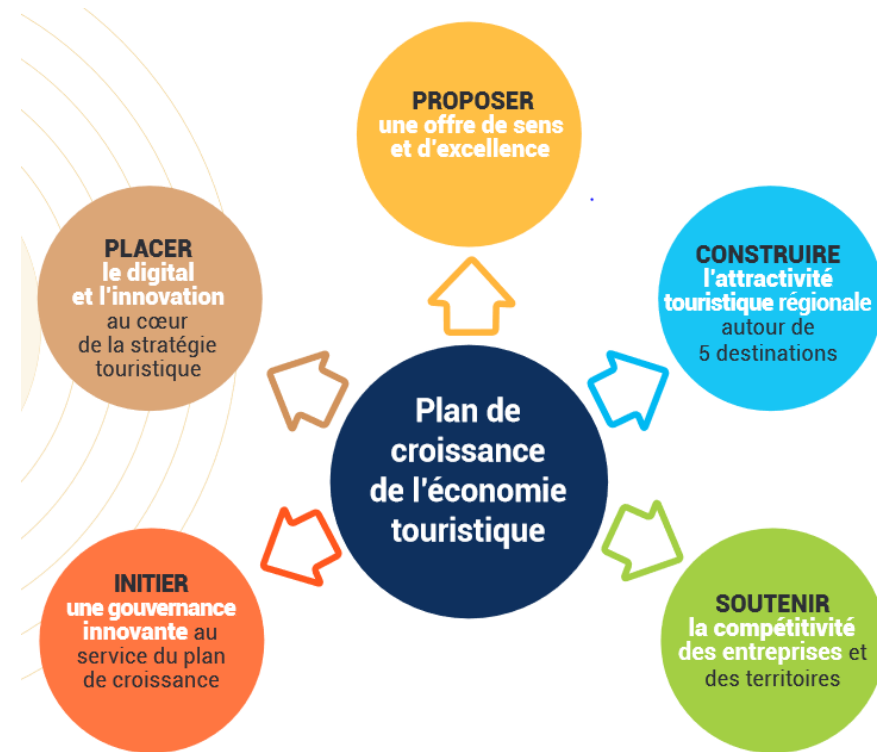 PROPOSER
une offre de sens
et d'excellence
PLACER
le digital
et l'innovation
au cœur
de la stratégie
touristique
CONSTRUIRE
l'attractivité
touristique régionale
autour de
5 destinations
Plan de
croissance
de l'économie
touristique
INITIER
une gouvernance
innovante au
service du plan
de croissance
SOUTENIR
la compétitivité
des entreprises et
des territoires